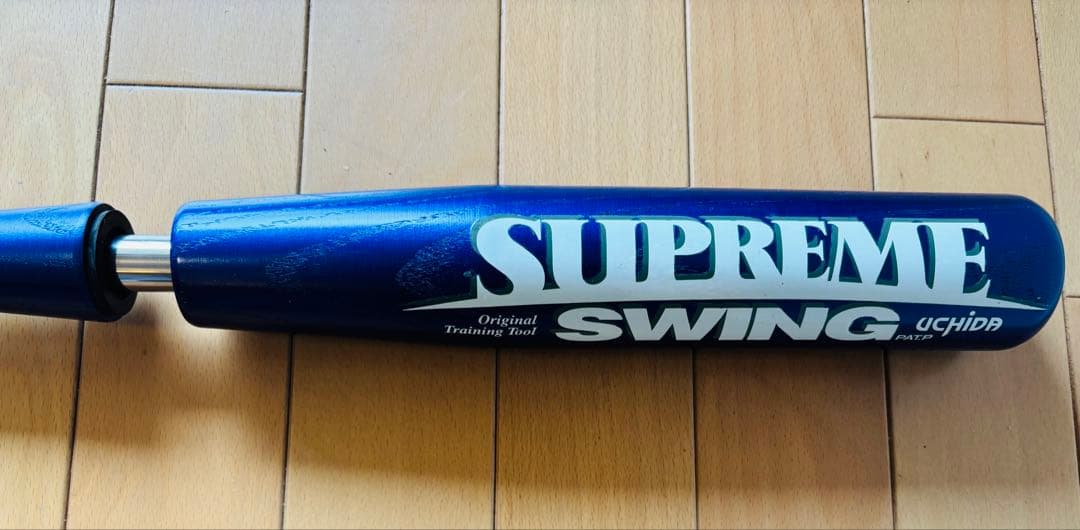 SUPREME
Original
Training Tool
SWING
UCHIDA
PAT.P